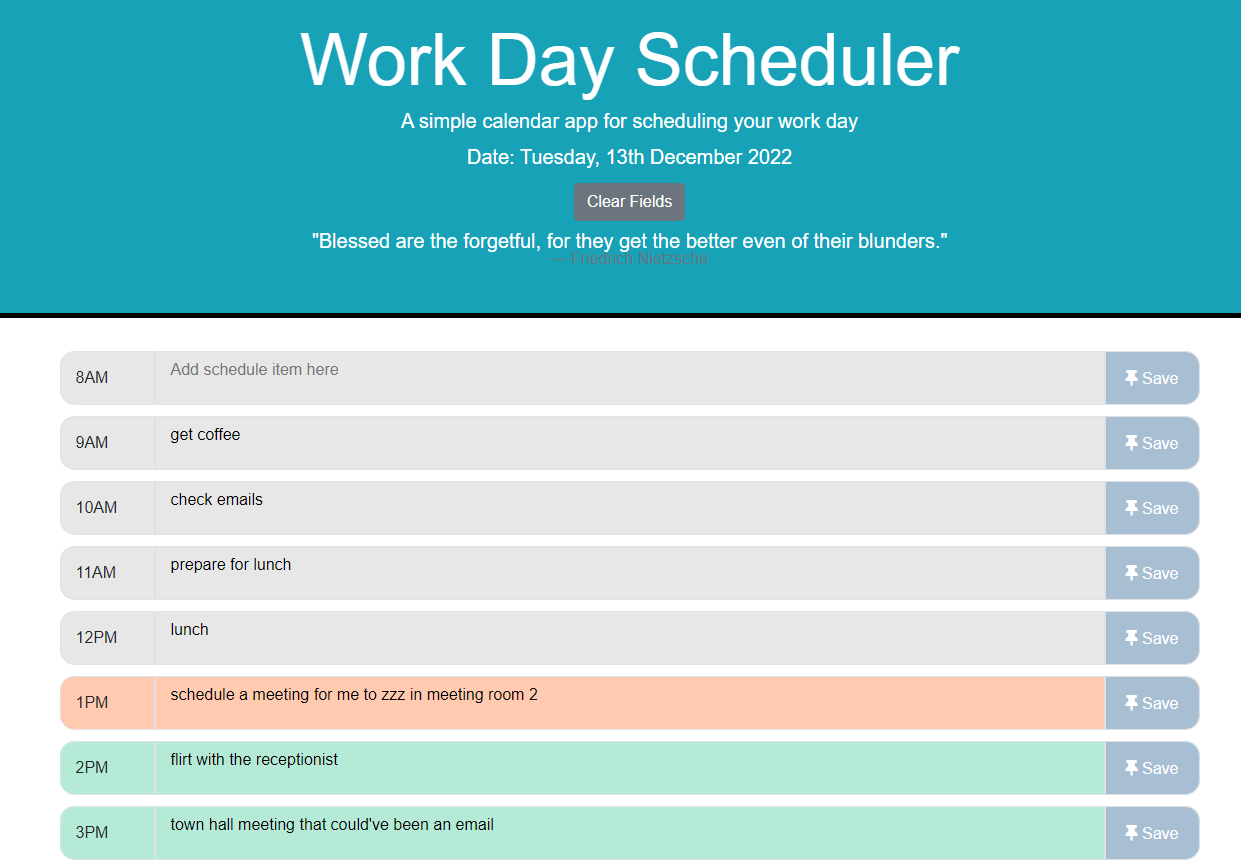 Work Day Scheduler
A simple calendar app for scheduling your work day
Date: Tuesday, 13th December 2022
Clear Fields
"Blessed are the forgetful, for they get the better even of their blunders."
— Friedrich Nietzsche
8AM Add schedule item here Save
9AM get coffee Save
10AM check emails Save
11AM prepare for lunch Save
12PM lunch Save
1PM schedule a meeting for me to zzz in meeting room 2 Save
2PM flirt with the receptionist Save
3PM town hall meeting that could've been an email Save